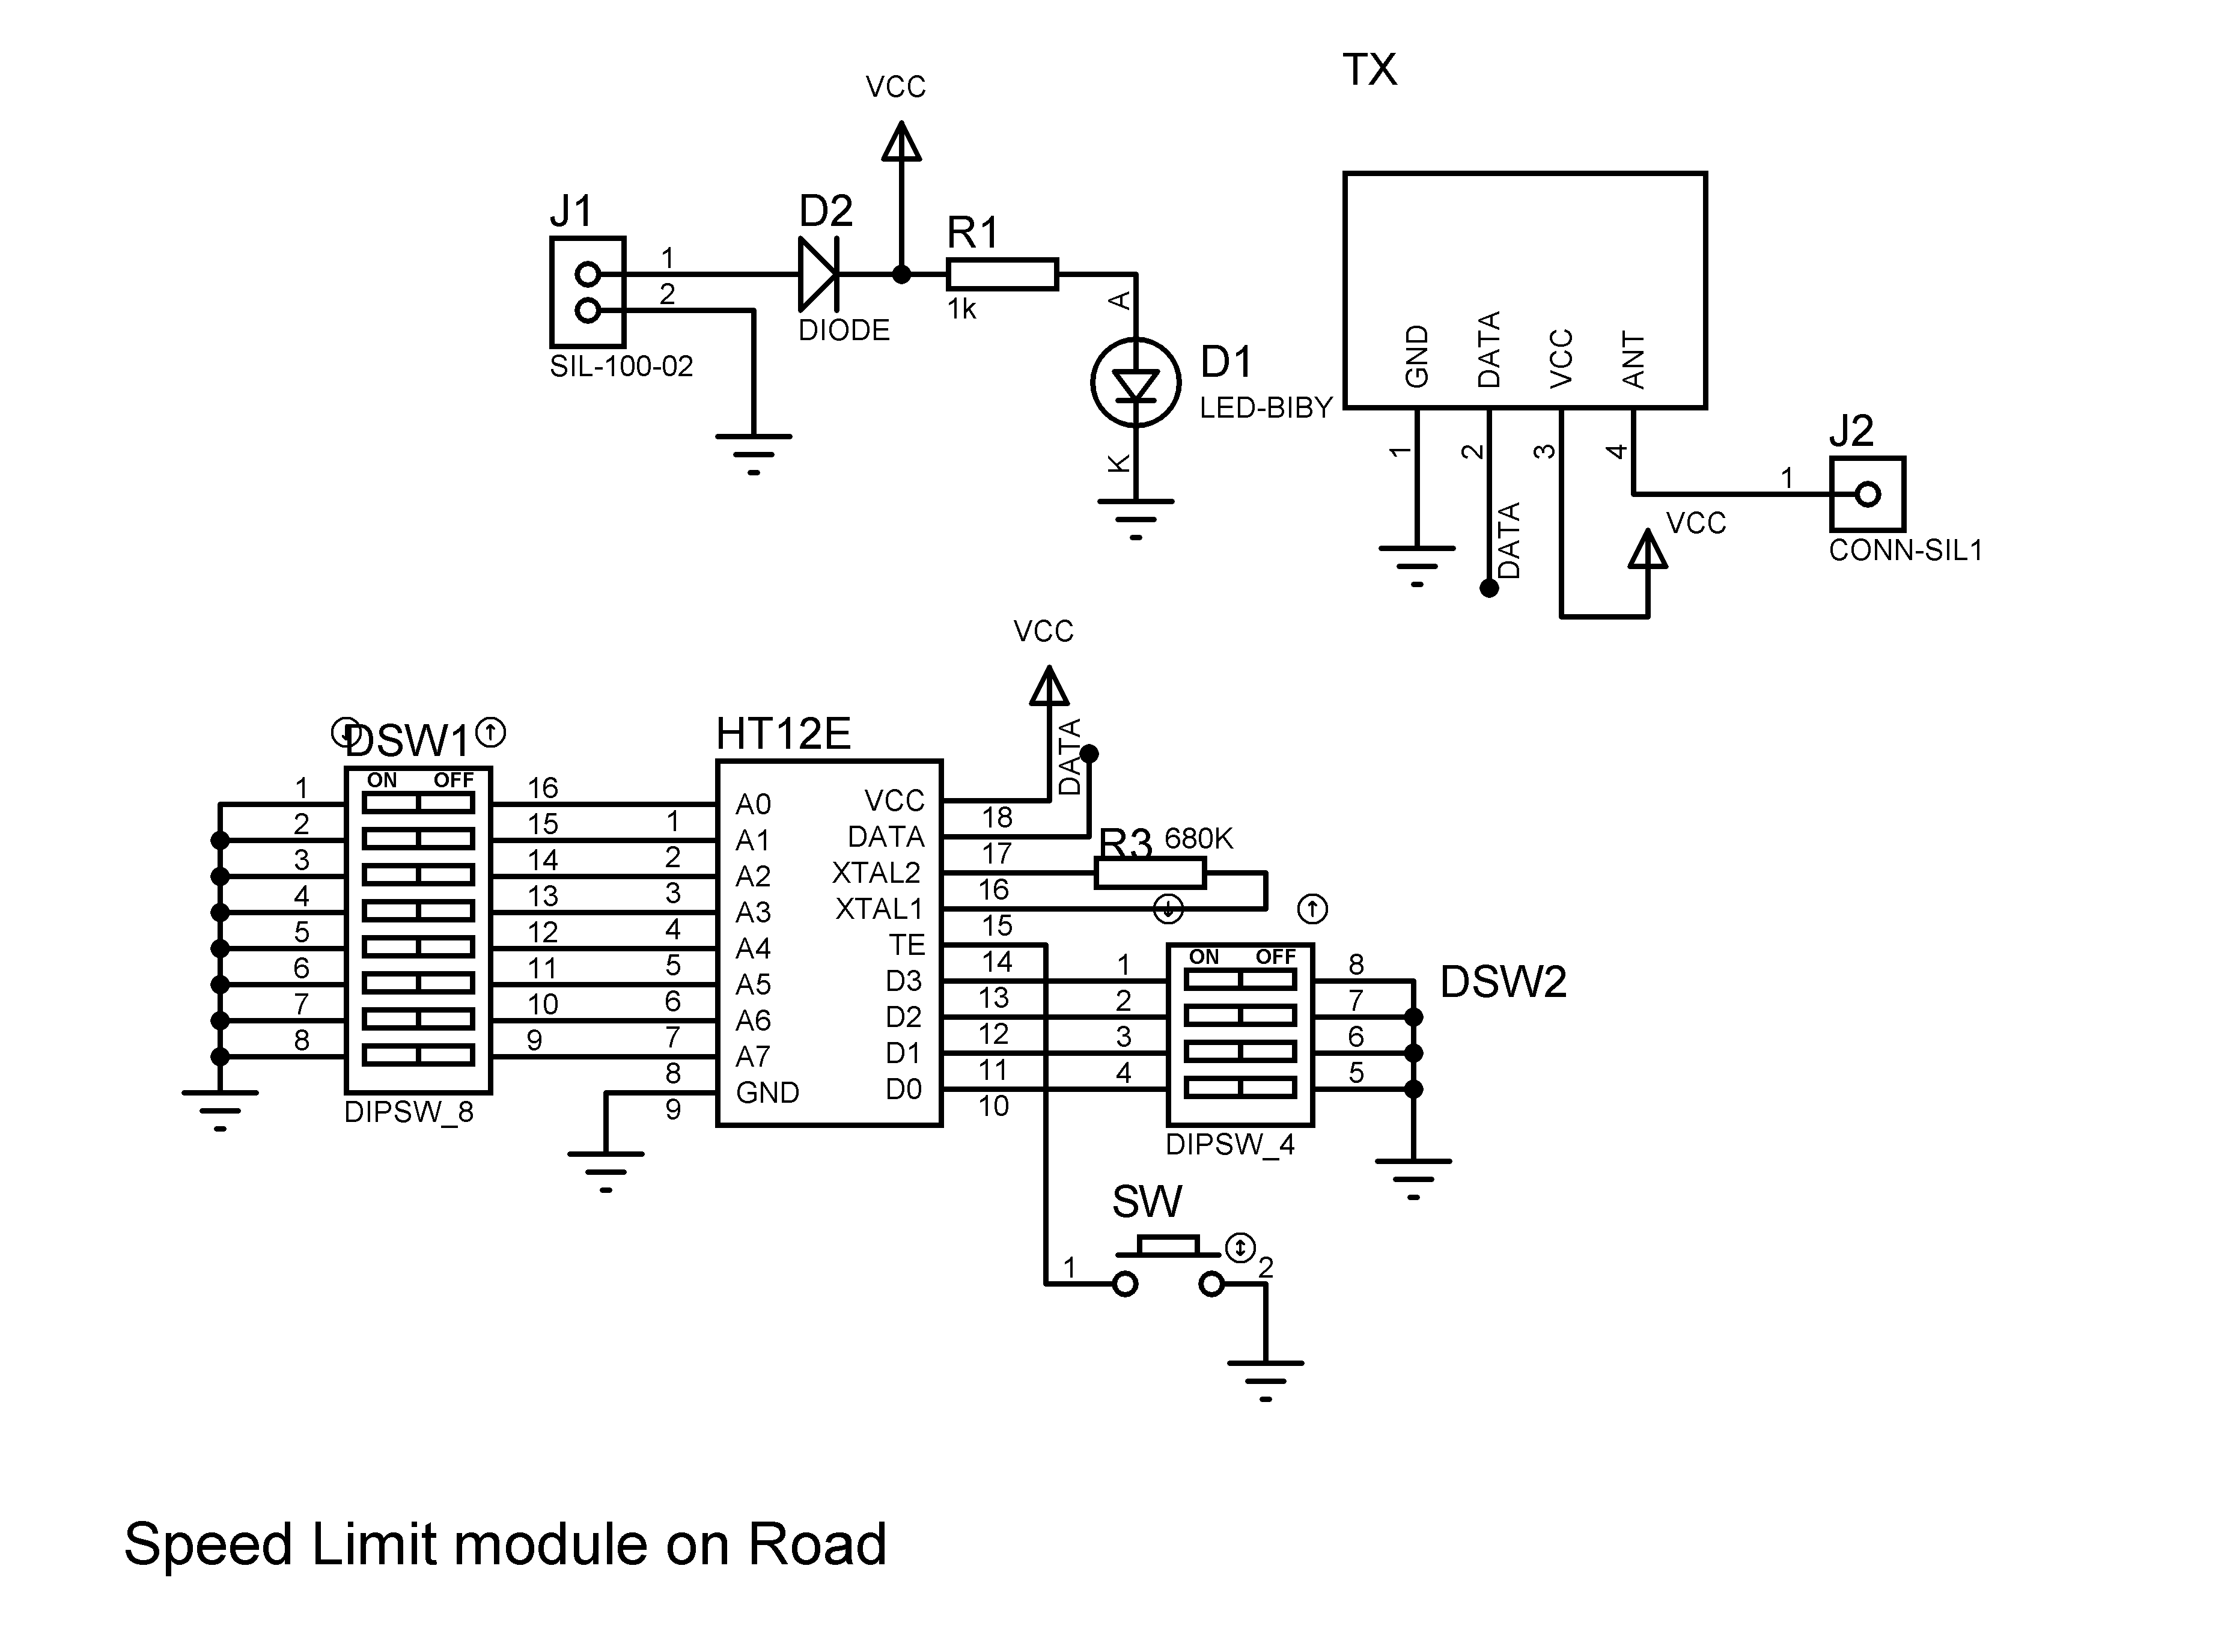 TX
VCC
J1
D2
R1
1
2
1k
DIODE
SIL-100-02
A
D1
LED-BIBY
K
GND
DATA
VCC
ANT
1
2
3
4
DATA
VCC
J2
1
CONN-SIL1
VCC
DATA
DSW1
HT12E
ON OFF
1 16 A0 VCC
1 18
2 15 A1 DATA
2 17
R3 680K
3 14 A2 XTAL2
3 16
4 13 A3 XTAL1
4 15
5 12 A4 TE
5 14
6 11 A5 D3
6 13
7 10 A6 D2
7 12
8 9 A7 D1
8 11
GND D0
9 10
DIPSW_8
ON OFF
DSW2
1 8
2 7
3 6
4 5
DIPSW_4
SW
1 2
Speed Limit module on Road